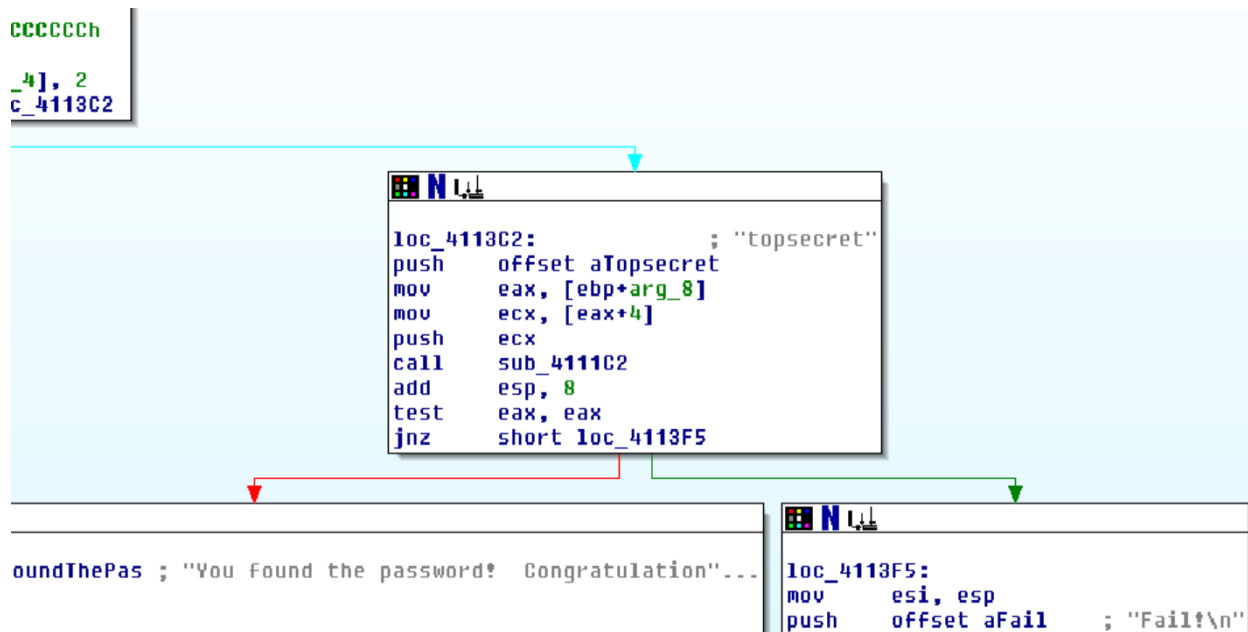 CCCCCCCh
_4], 2
c_4113C2
N
loc_4113C2: ; "topsecret"
push offset aTopsecret
mov eax, [ebp+arg_8]
mov ecx, [eax+4]
push ecx
call sub_4111C2
add esp, 8
test eax, eax
jnz short loc_4113F5
oundThePas ; "You found the password!  Congratulation"...
N
loc_4113F5:
mov esi, esp
push offset aFail ; "Fail!\n"